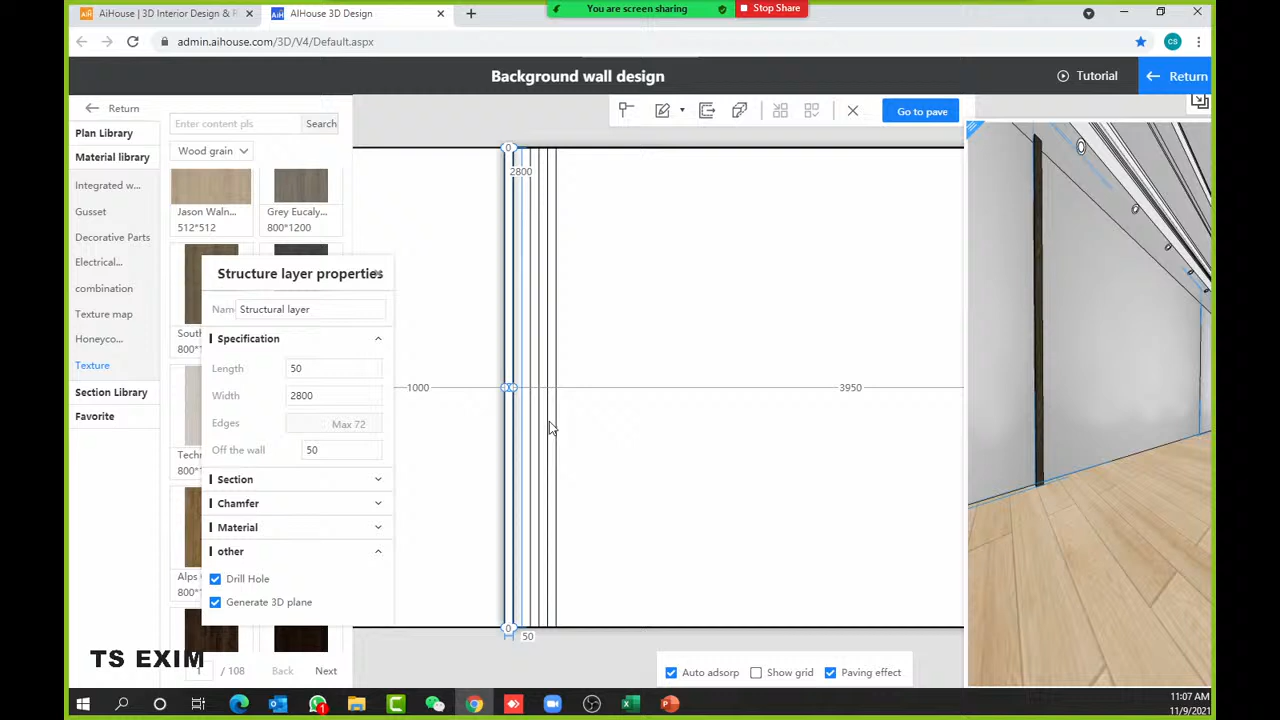 You are screen sharing
Stop Share
AiHouse | 3D Interior Design & R
AIHouse 3D Design
admin.aihouse.com/3D/V4/Default.aspx
CS
Background wall design
Tutorial
Return
Return
Enter content pls
Search
Go to pave
Plan Library
Material library
Wood grain
Integrated w...
Gusset
Decorative Parts
Electrical...
combination
Texture map
Honeyco...
Texture
Section Library
Favorite
Jason Waln...
512*512
Grey Eucaly...
800*1200
0
2800
Structure layer properties
Nam
Structural layer
Specification
Length
50
Width
2800
Edges
Max 72
Off the wall
50
Section
Chamfer
Material
other
Drill Hole
Generate 3D plane
1000
3950
0
50
TS EXIM
1
/ 108
Back
Next
Auto adsorp
Show grid
Paving effect
11:07 AM
11/9/2021